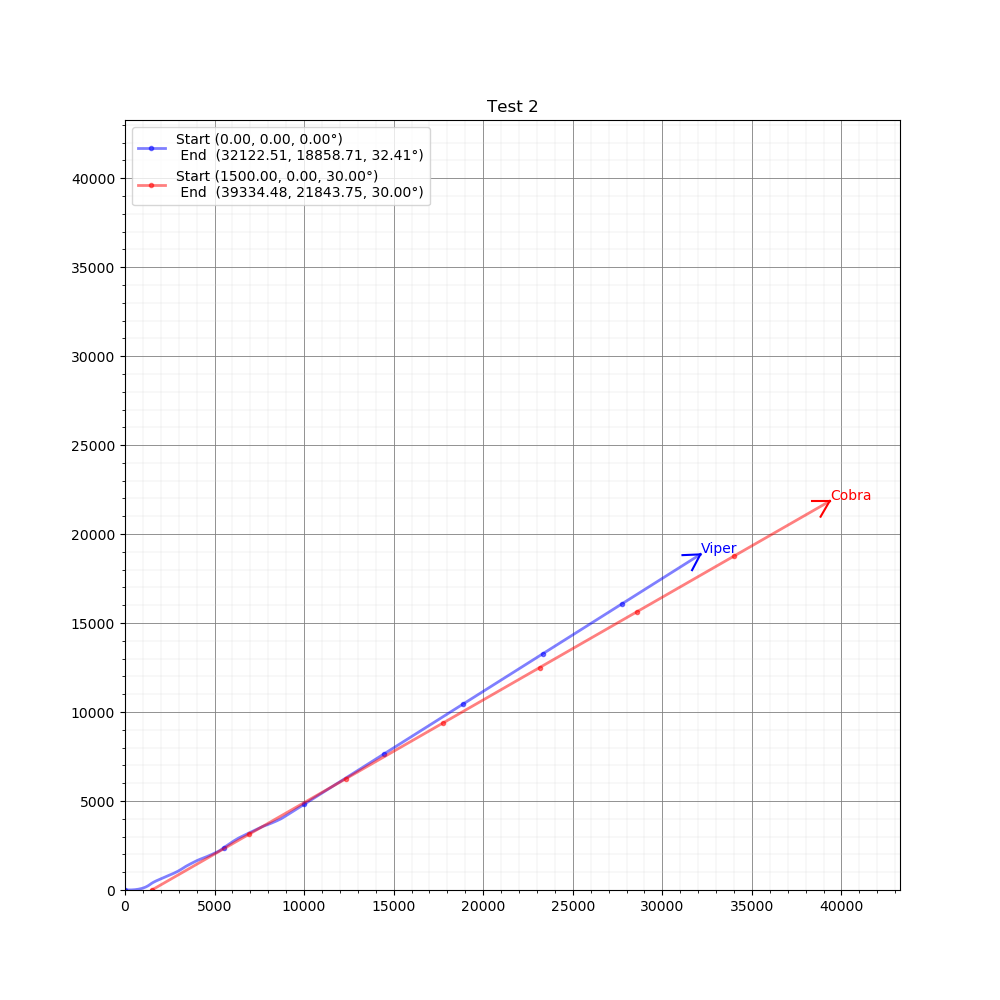 Test 2
Start (0.00, 0.00, 0.00°)
End (32122.51, 18858.71, 32.41°)
Start (1500.00, 0.00, 30.00°)
End (39334.48, 21843.75, 30.00°)
40000
35000
30000
25000
20000
15000
10000
5000
0
Cobra
Viper
0 5000 10000 15000 20000 25000 30000 35000 40000